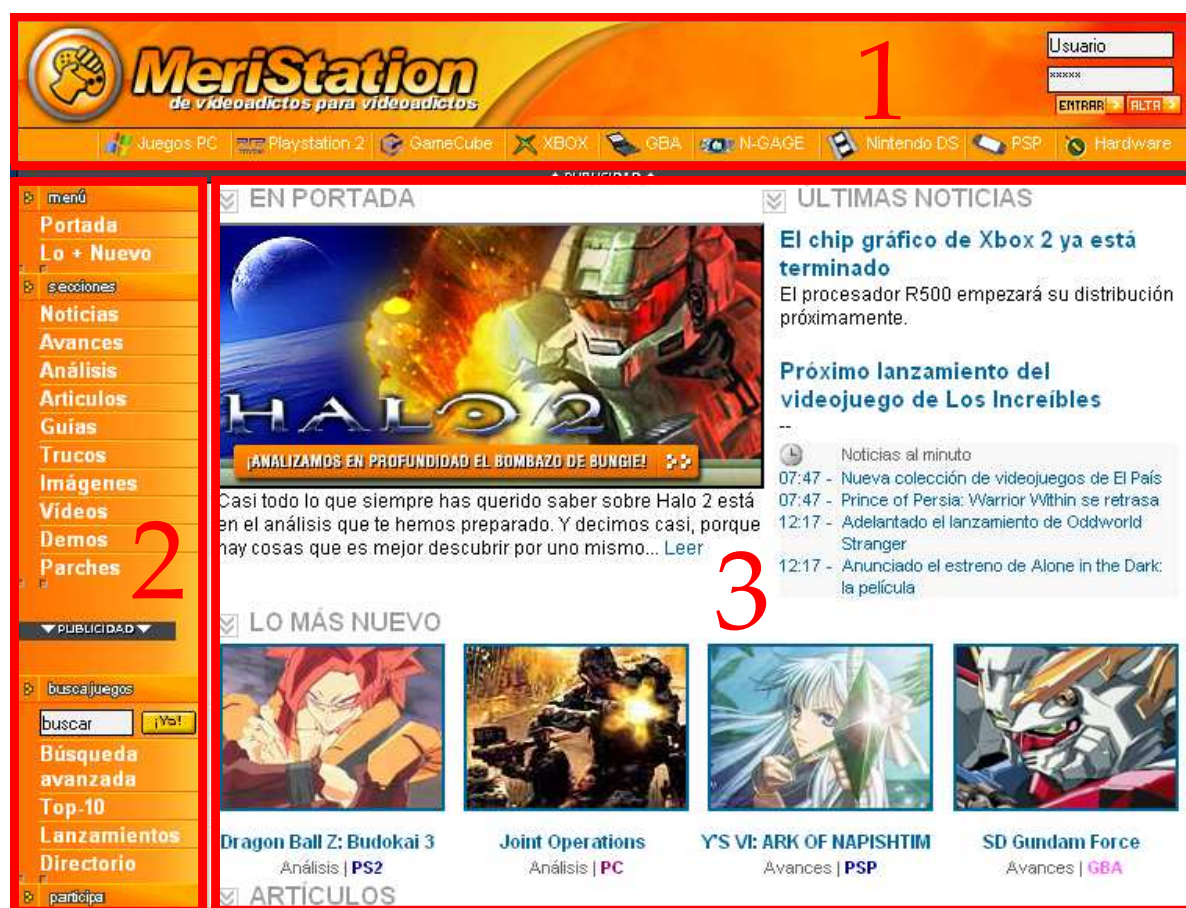 MeriStation
de vídeoadictos para vídeoadictos
1
Usuario
*****
ENTRAR
ALTA
Juegos PC
Playstation 2
GameCube
XBOX
GBA
N-GAGE
Nintendo DS
PSP
Hardware
PUBLICIDAD
menú
Portada
Lo + Nuevo
secciones
Noticias
Avances
Análisis
Articulos
Guías
Trucos
Imágenes
Vídeos
Demos
Parches
2
PUBLICIDAD
buscajuegos
buscar
¡Ya!
Búsqueda
avanzada
Top-10
Lanzamientos
Directorio
participa
EN PORTADA
HALO 2
¡ANALIZAMOS EN PROFUNDIDAD EL BOMBAZO DE BUNGIE!
Casi todo lo que siempre has querido saber sobre Halo 2 está
en el análisis que te hemos preparado. Y decimos casi, porque
hay cosas que es mejor descubrir por uno mismo... Leer
3
ÚLTIMAS NOTICIAS
El chip gráfico de Xbox 2 ya está
terminado
El procesador R500 empezará su distribución
próximamente.
Próximo lanzamiento del
videojuego de Los Increíbles
--
Noticias al minuto
07:47 - Nueva colección de videojuegos de El País
07:47 - Prince of Persia: Warrior Within se retrasa
12:17 - Adelantado el lanzamiento de Oddworld
Stranger
12:17 - Anunciado el estreno de Alone in the Dark:
la película
LO MÁS NUEVO
Dragon Ball Z: Budokai 3
Análisis | PS2
Joint Operations
Análisis | PC
Y'S VI: ARK OF NAPISHTIM
Avances | PSP
SD Gundam Force
Avances | GBA
ARTÍCULOS